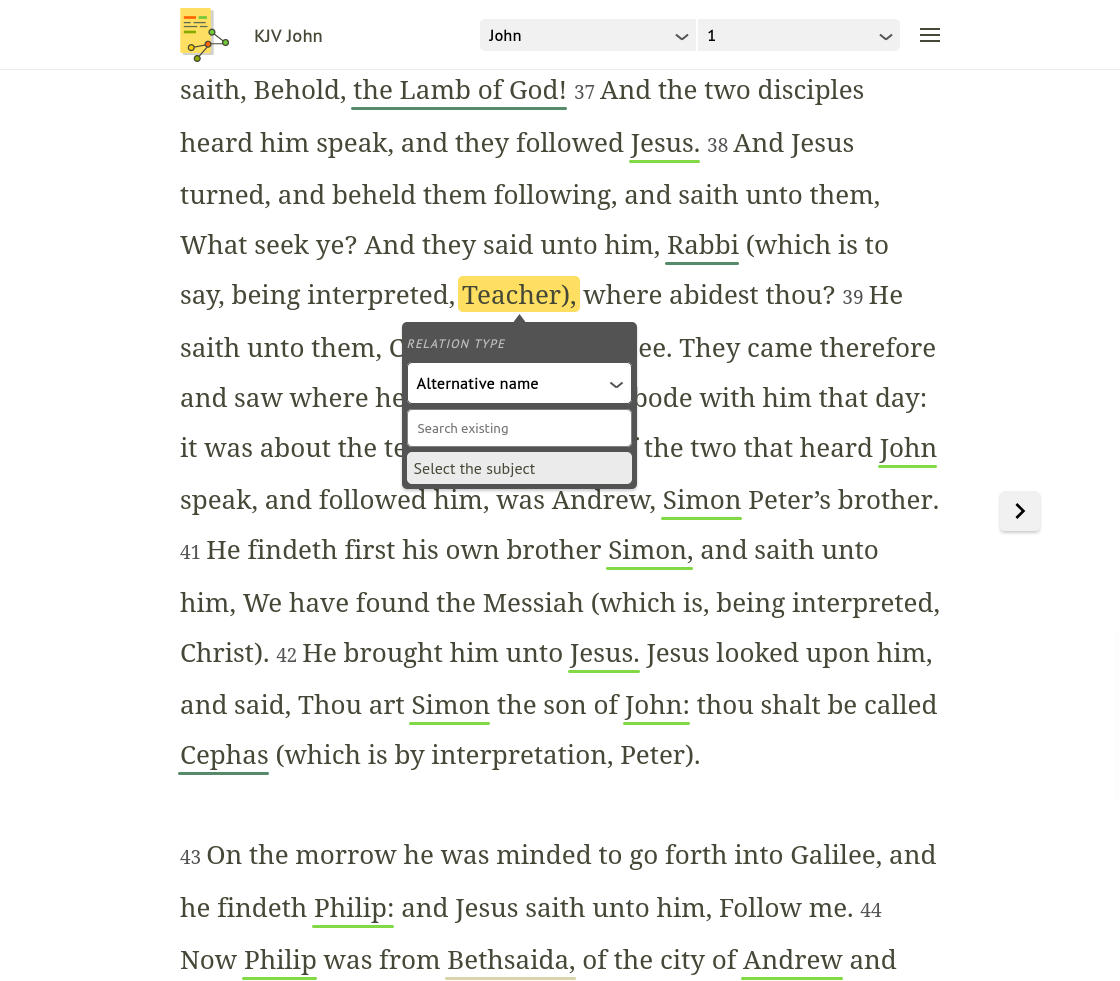 KJV John
John
1
saith, Behold, the Lamb of God! 37 And the two disciples
heard him speak, and they followed Jesus. 38 And Jesus
turned, and beheld them following, and saith unto them,
What seek ye? And they said unto him, Rabbi (which is to
say, being interpreted, Teacher), where abidest thou? 39 He
saith unto them, C
ee. They came therefore
and saw where he
bode with him that day:
it was about the te
the two that heard John
speak, and followed him, was Andrew, Simon Peter’s brother.
41 He findeth first his own brother Simon, and saith unto
him, We have found the Messiah (which is, being interpreted,
Christ). 42 He brought him unto Jesus. Jesus looked upon him,
and said, Thou art Simon the son of John: thou shalt be called
Cephas (which is by interpretation, Peter).
43 On the morrow he was minded to go forth into Galilee, and
he findeth Philip: and Jesus saith unto him, Follow me. 44
Now Philip was from Bethsaida, of the city of Andrew and
RELATION TYPE
Alternative name
Search existing
Select the subject